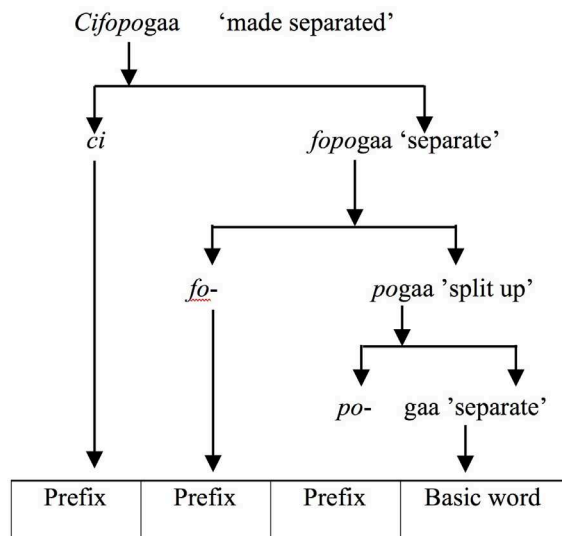 Cifopogaa ‘made separated’
ci fopogaa ‘separate’
fo- pogaa ’split up’
po- gaa ’separate’
Prefix Prefix Prefix Basic word